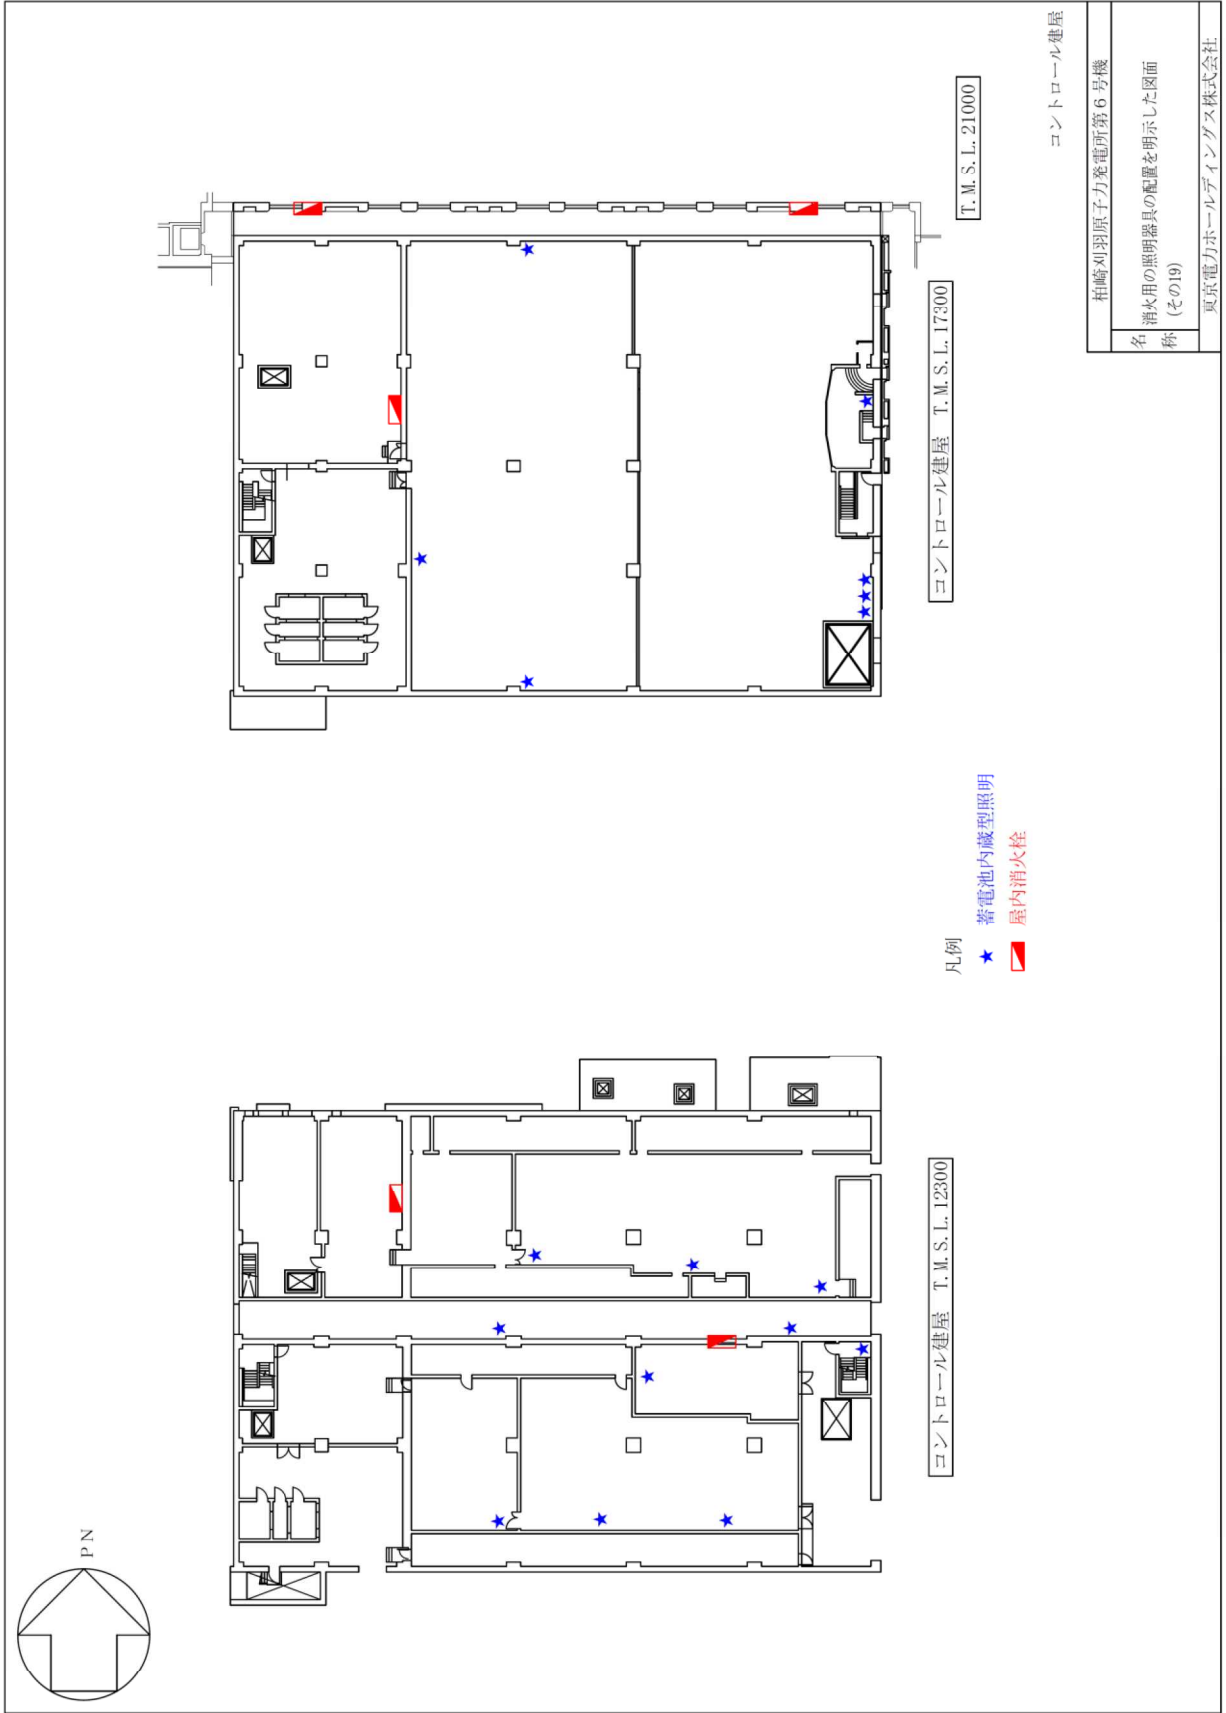 PN
コントロール建屋 T.M.S.L.12300
凡例
★ 蓄電池内蔵型照明
屋内消火栓
コントロール建屋 T.M.S.L.17300
T.M.S.L.21000
コントロール建屋
柏崎刈羽原子力発電所第6号機
名称
消火用の照明器具の配置を明示した図面
(その19)
東京電力ホールディングス株式会社